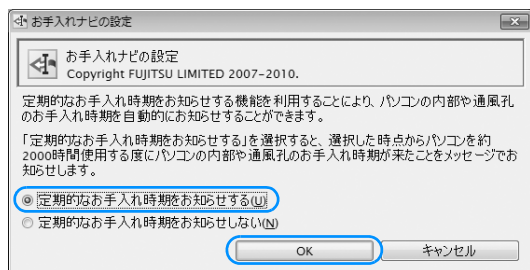 お手入れナビの設定
お手入れナビの設定
Copyright FUJITSU LIMITED 2007-2010.
定期的なお手入れ時期をお知らせする機能を利用することにより、パソコンの内部や通風孔
のお手入れ時期を自動的にお知らせすることができます。
「定期的なお手入れ時期をお知らせする」を選択すると、選択した時点からパソコンを約
2000時間使用する度にパソコンの内部や通風孔のお手入れ時期が来たことをメッセージでお
知らせします。
定期的なお手入れ時期をお知らせする(U)
定期的なお手入れ時期をお知らせしない(N)
OK キャンセル